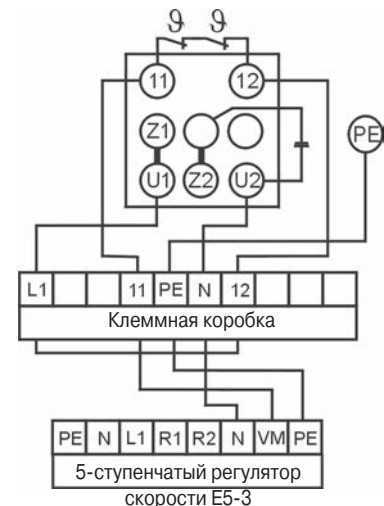 ϑ ϑ
11 12
Z1
PE
U1 Z2 U2
L1 11 PE N 12
Клеммная коробка
PE N L1 R1 R2 N VM PE
5-ступенчатый регулятор
скорости E5-3